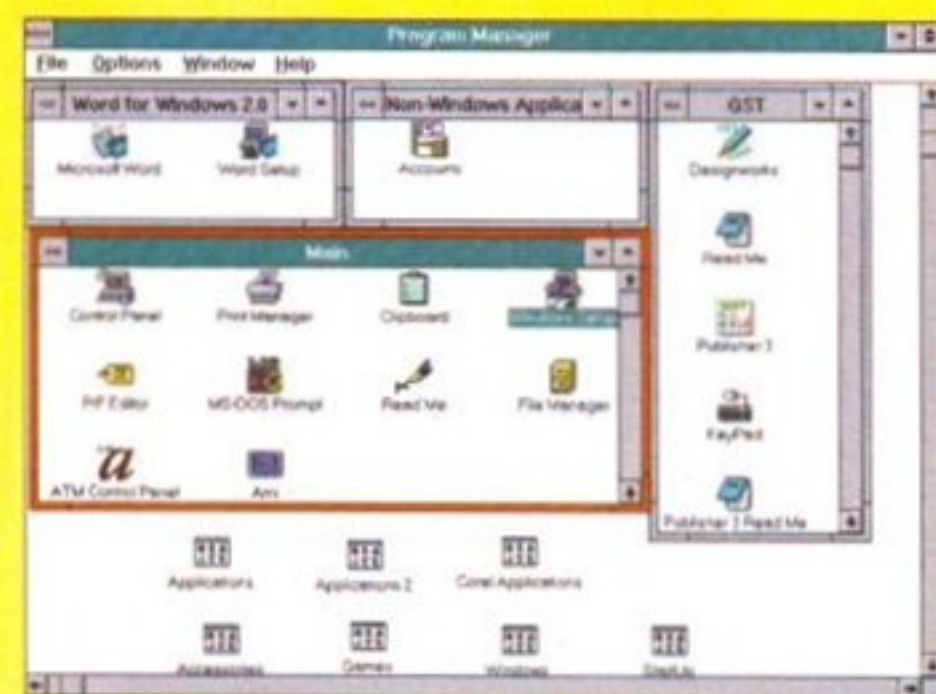 Program Manager
File Options Window Help
Word for Windows 2.0
Microsoft Word Word Setup
Non-Windows Applica
Accounts
GST
Designworks
Read Me
Publisher 3
KeyPad
Publisher 3 Read Me
Main
Control Panel Print Manager Clipboard Windows Setup
PIF Editor MS-DOS Prompt Read Me File Manager
ATM Control Panel Ami
Applications Applications 2 Corel Applications
Accessories Games Windows StartUp